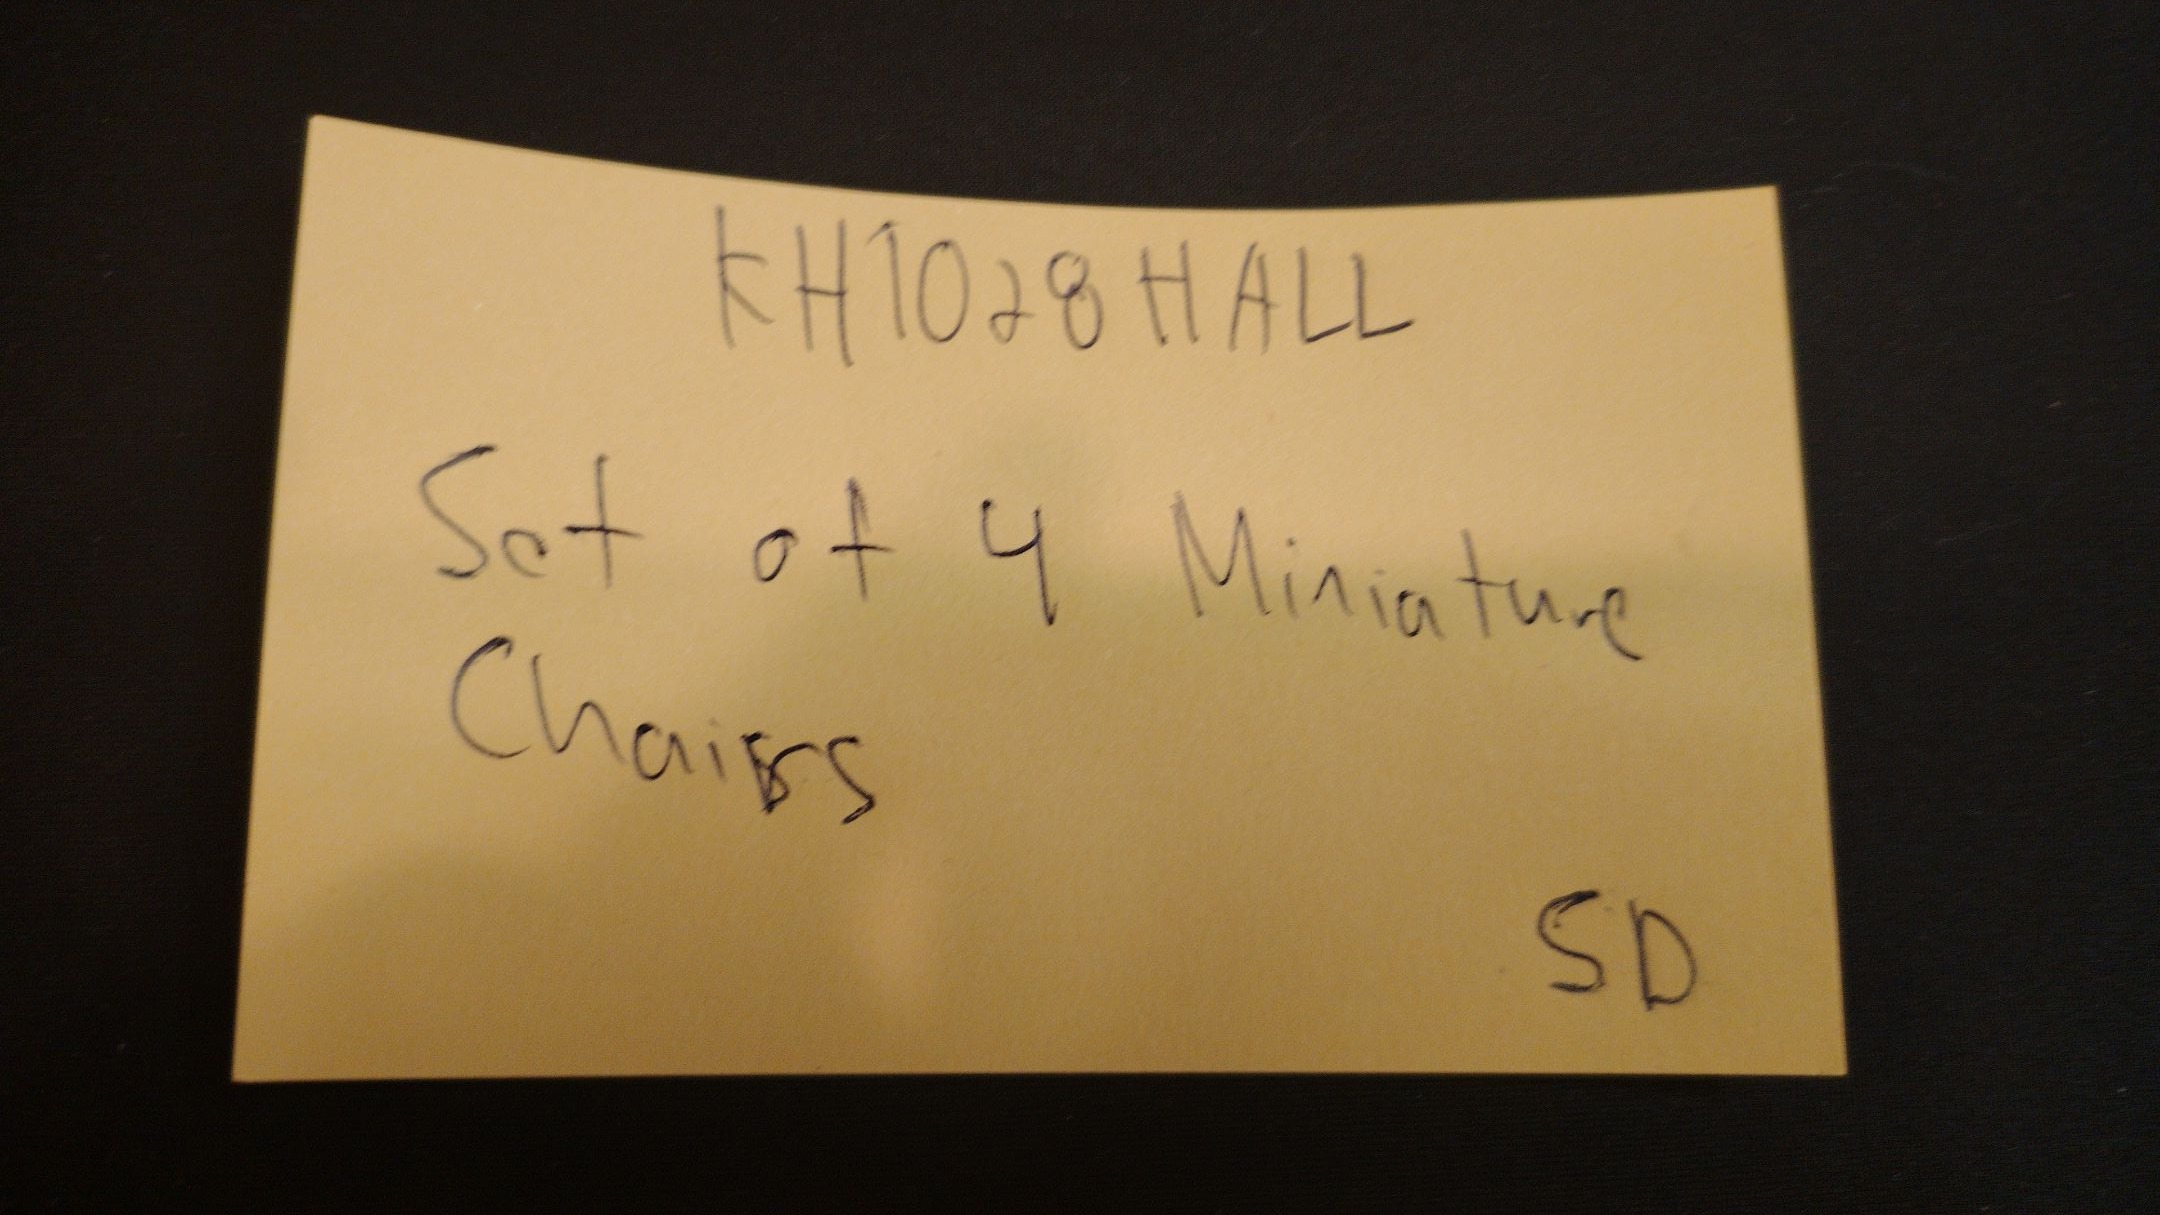 KH1028HALL
Set of 4 Miniature
Chairs
SD